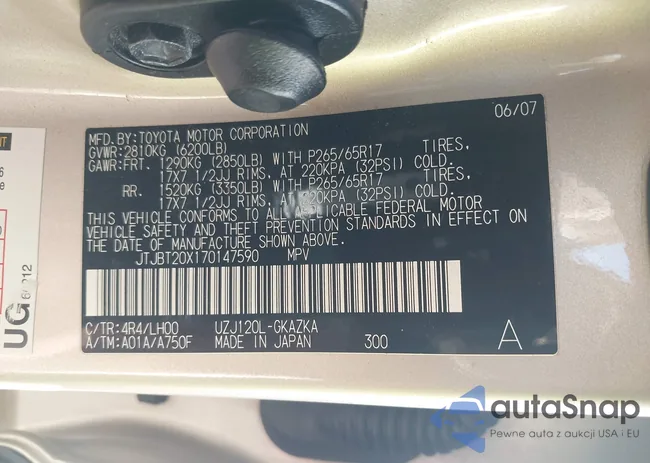 06/07
MFD. BY: TOYOTA MOTOR CORPORATION
GVWR: 2810KG (6200LB)
GAWR: FRT. 1290KG (2850LB) WITH P265/65R17 TIRES,
17X7 1/2JJ RIMS, AT 220KPA (32PSI) COLD.
RR. 1520KG (3350LB) WITH P265/65R17 TIRES,
17X7 1/2JJ RIMS, AT 220KPA (32PSI) COLD.
THIS VEHICLE CONFORMS TO ALL APPLICABLE FEDERAL MOTOR
VEHICLE SAFETY AND THEFT PREVENTION STANDARDS IN EFFECT ON
THE DATE OF MANUFACTURE SHOWN ABOVE.
JTJBT20X170147590 MPV
C/TR: 4R4/LH00 UZJ120L-GKAZKA
A/TM: A01A/A750F MADE IN JAPAN 300 A
UG
autaSnap
Pewne auta z aukcji USA i EU